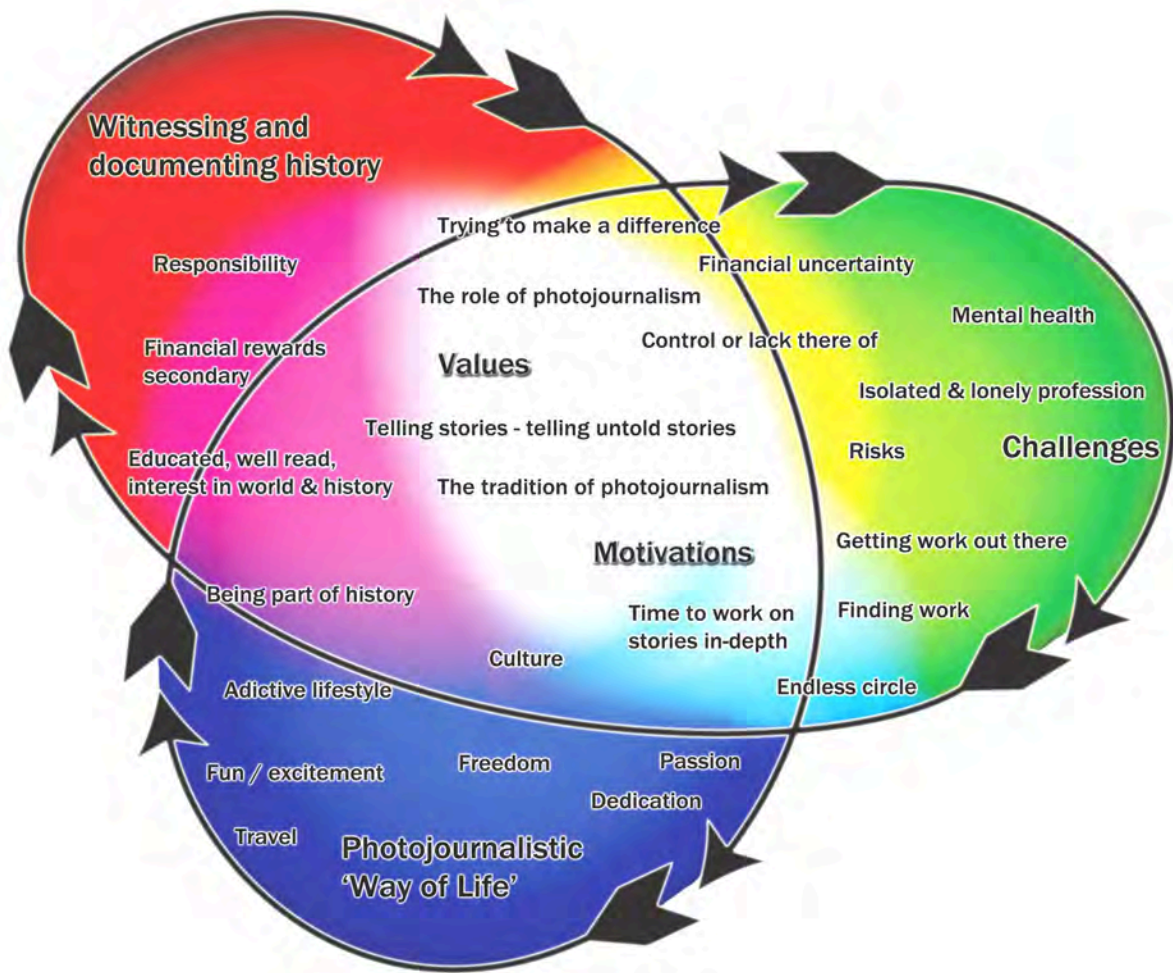 Witnessing and
documenting history
Trying to make a difference
Responsibility
Financial uncertainty
The role of photojournalism
Mental health
Control or lack there of
Financial rewards
secondary
Values
Isolated & lonely profession
Telling stories - telling untold stories
Challenges
Risks
Educated, well read,
interest in world & history
The tradition of photojournalism
Getting work out there
Motivations
Being part of history
Time to work on
stories in-depth
Finding work
Culture
Adictive lifestyle
Endless circle
Fun / excitement
Freedom
Passion
Dedication
Travel
Photojournalistic
‘Way of Life’